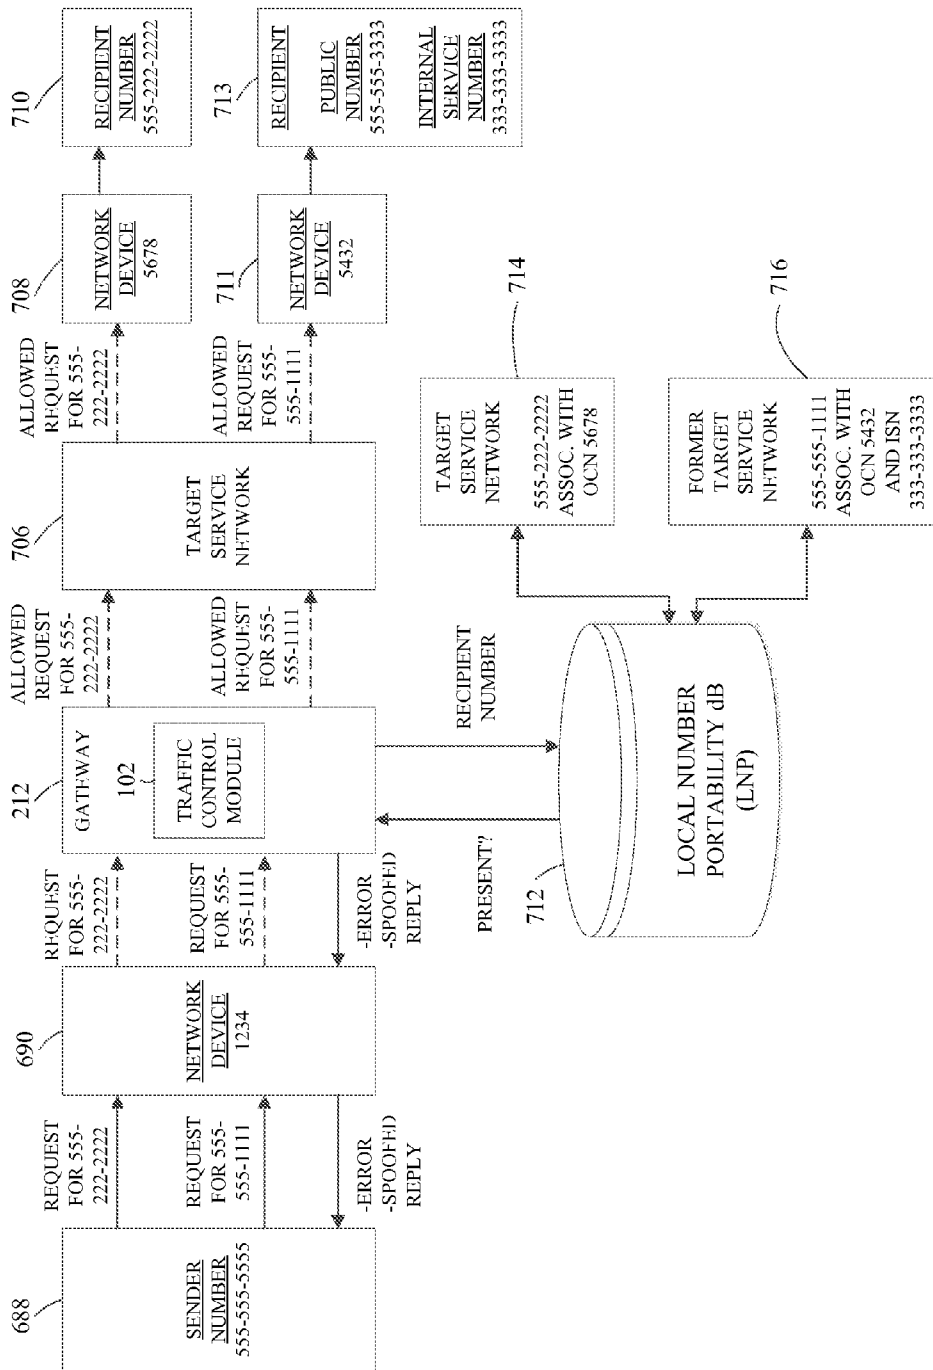 688
SENDER
NUMBER
555-555-5555
REQUEST
FOR 555-
222-2222
REQUEST
FOR 555-
555-1111
-ERROR
-SPOOFED
REPLY
690
NETWORK
DEVICE
1234
REQUEST
FOR 555-
222-2222
REQUEST
FOR 555-
555-1111
-ERROR
-SPOOFED
REPLY
212
GATEWAY
102
TRAFFIC
CONTROL
MODULE
ALLOWED
REQUEST
FOR 555-
222-2222
ALLOWED
REQUEST
FOR 555-
555-1111
706
TARGET
SERVICE
NETWORK
ALLOWED
REQUEST
FOR 555-
222-2222
ALLOWED
REQUEST
FOR 555-
555-1111
708
NETWORK
DEVICE
5678
711
NETWORK
DEVICE
5432
710
RECIPIENT
NUMBER
555-222-2222
713
RECIPIENT
PUBLIC
NUMBER
555-555-3333
INTERNAL
SERVICE
NUMBER
333-333-3333
PRESENT?
RECIPIENT
NUMBER
712
LOCAL NUMBER
PORTABILITY dB
(LNP)
714
TARGET
SERVICE
NETWORK
555-222-2222
ASSOC. WITH
OCN 5678
716
FORMER
TARGET
SERVICE
NETWORK
555-555-1111
ASSOC. WITH
OCN 5432
AND ISN
333-333-3333